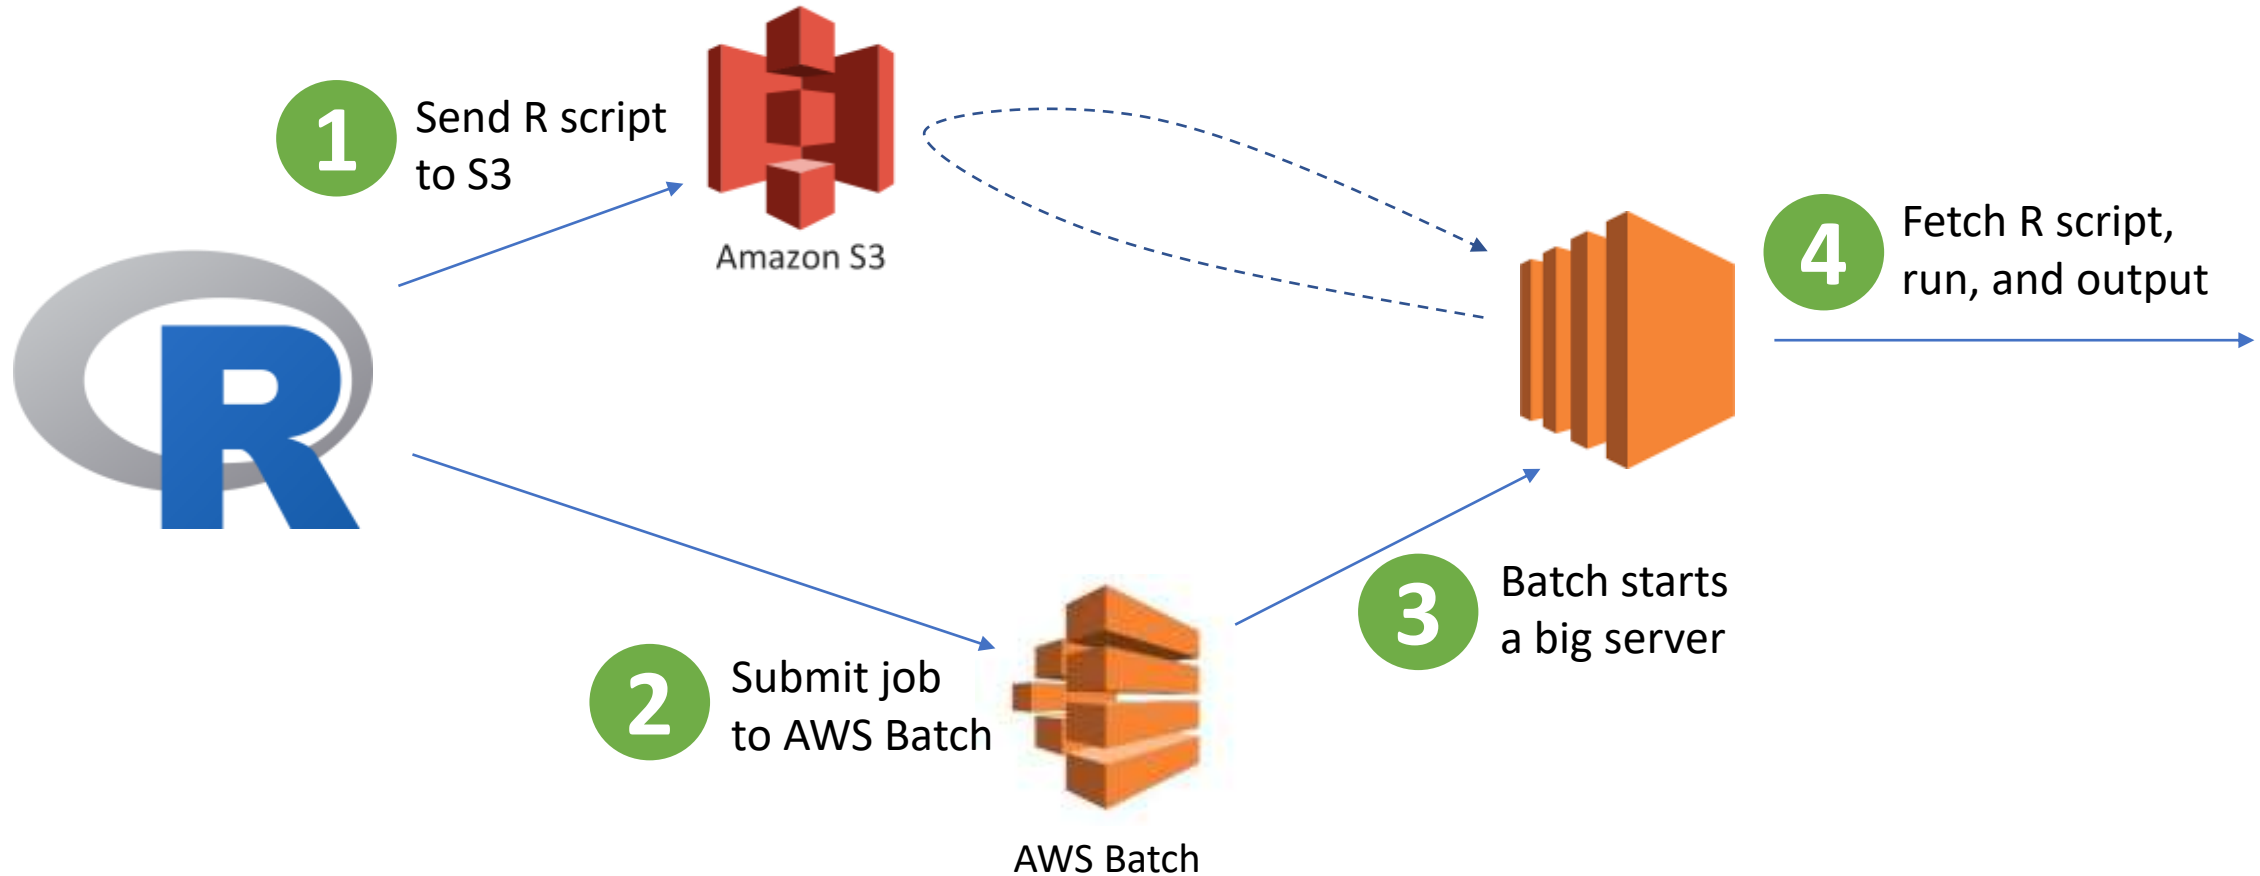 1
Send R script
to S3
Amazon S3
R
4
Fetch R script,
run, and output
3
Batch starts
a big server
2
Submit job
to AWS Batch
AWS Batch